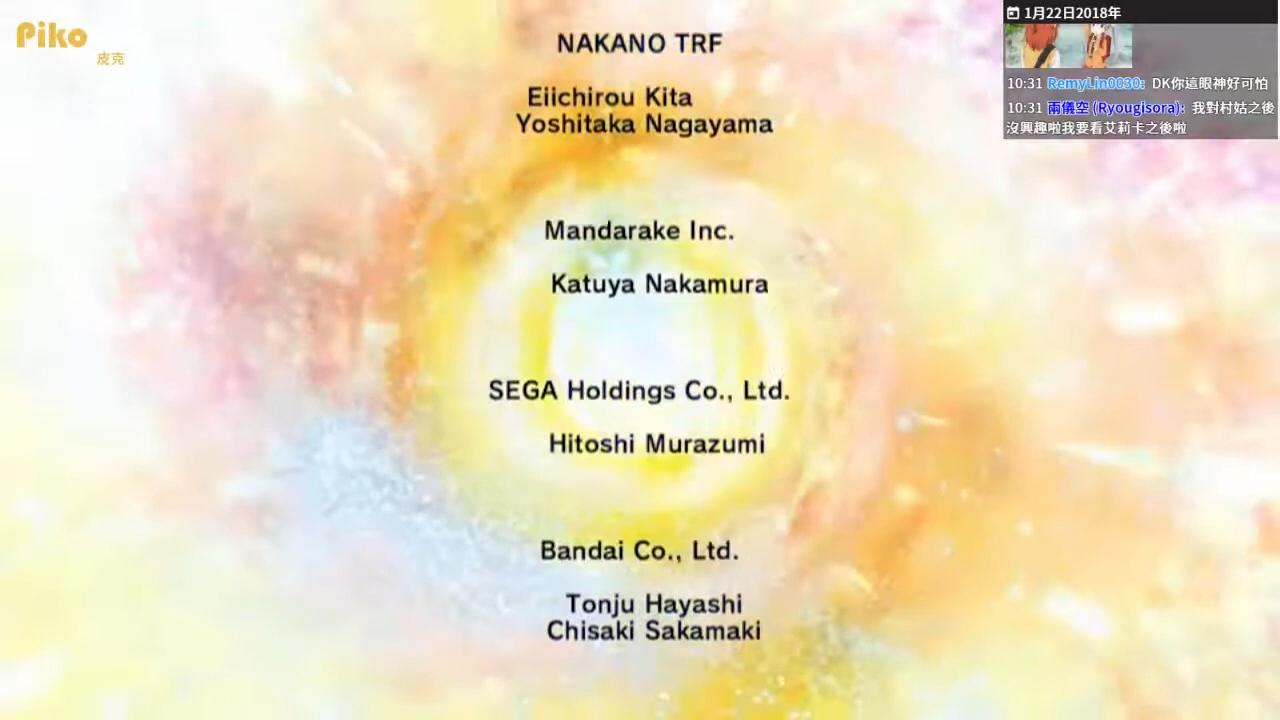 Piko
皮克
1月22日2018年
10:31 RemyLin0830: DK你這眼神好可怕
10:31 兩儀空 (Ryougisora): 我對村姑之後
沒興趣啦我要看艾莉卡之後啦
NAKANO TRF
Eiichirou Kita
Yoshitaka Nagayama
Mandarake Inc.
Katuya Nakamura
SEGA Holdings Co., Ltd.
Hitoshi Murazumi
Bandai Co., Ltd.
Tonju Hayashi
Chisaki Sakamaki